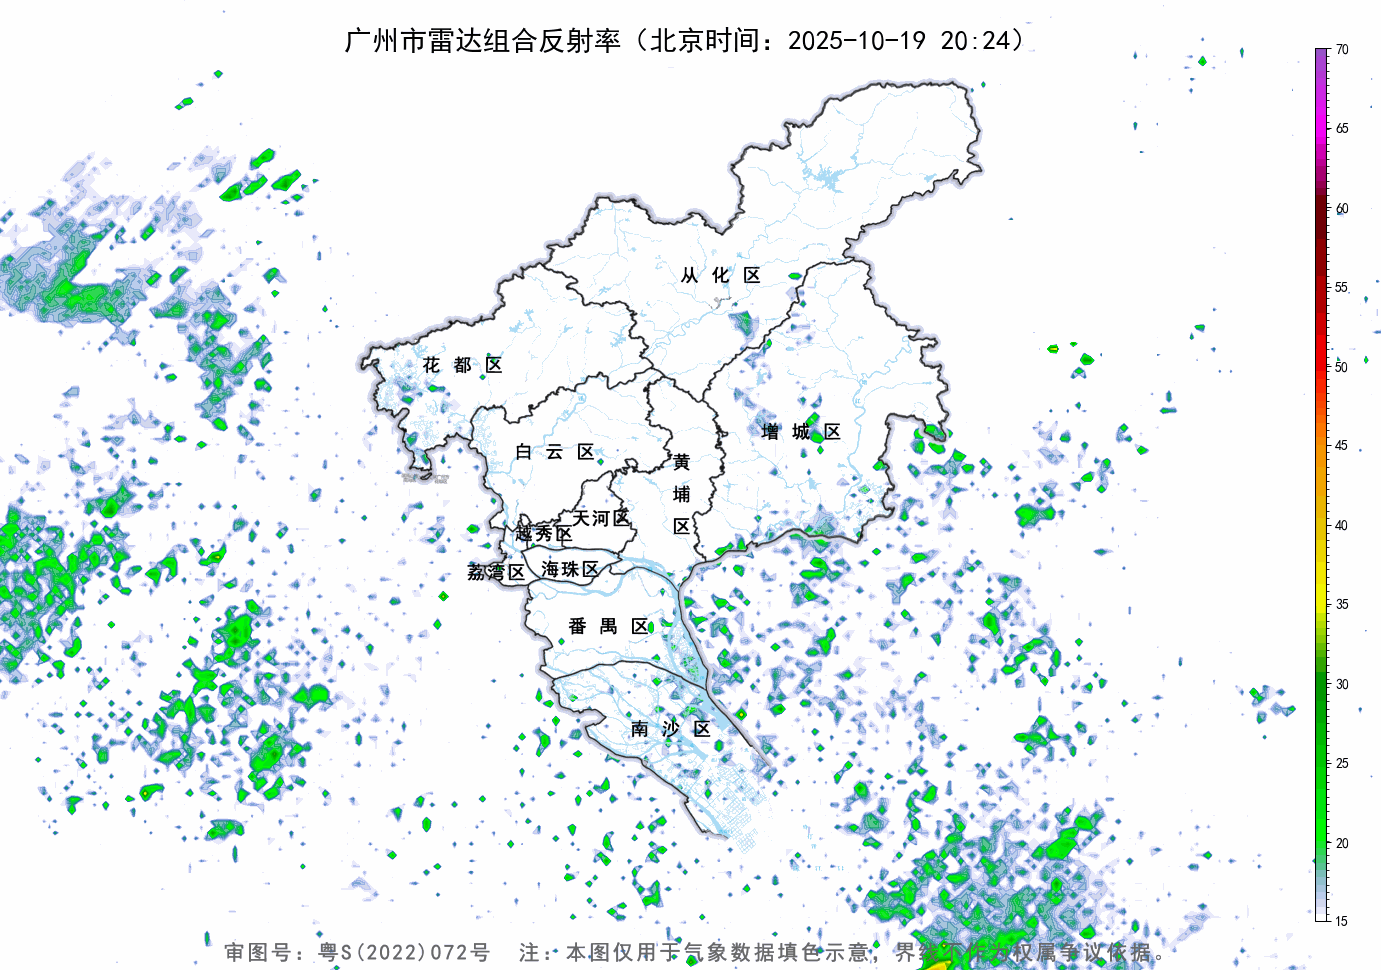 广州市雷达组合反射率（北京时间：2025-10-19 20:24）
70
65
60
55
50
45
40
35
30
25
20
15
从化区
花都区
增城区
白云区
黄埔区
天河区
越秀区
荔湾区
海珠区
番禺区
南沙区
审图号：粤S(2022)072号 注：本图仅用于气象数据填色示意，界线不作为权属争议依据。